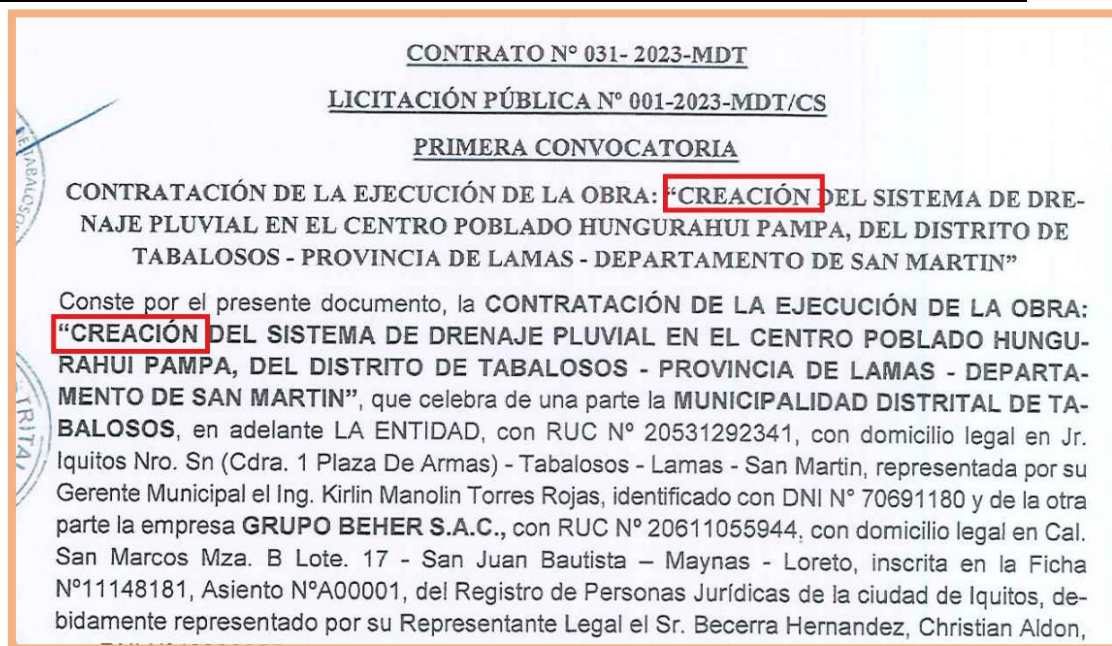 CONTRATO Nº 031- 2023-MDT
LICITACIÓN PÚBLICA Nº 001-2023-MDT/CS
PRIMERA CONVOCATORIA
CONTRATACIÓN DE LA EJECUCIÓN DE LA OBRA: “CREACIÓN DEL SISTEMA DE DRE-
NAJE PLUVIAL EN EL CENTRO POBLADO HUNGURAHUI PAMPA, DEL DISTRITO DE
TABALOSOS - PROVINCIA DE LAMAS - DEPARTAMENTO DE SAN MARTIN”
Conste por el presente documento, la CONTRATACIÓN DE LA EJECUCIÓN DE LA OBRA:
“CREACIÓN DEL SISTEMA DE DRENAJE PLUVIAL EN EL CENTRO POBLADO HUNGU-
RAHUI PAMPA, DEL DISTRITO DE TABALOSOS - PROVINCIA DE LAMAS - DEPARTA-
MENTO DE SAN MARTIN”, que celebra de una parte la MUNICIPALIDAD DISTRITAL DE TA-
BALOSOS, en adelante LA ENTIDAD, con RUC Nº 20531292341, con domicilio legal en Jr.
Iquitos Nro. Sn (Cdra. 1 Plaza De Armas) - Tabalosos - Lamas - San Martin, representada por su
Gerente Municipal el Ing. Kirlin Manolin Torres Rojas, identificado con DNI N° 70691180 y de la otra
parte la empresa GRUPO BEHER S.A.C., con RUC Nº 20611055944, con domicilio legal en Cal.
San Marcos Mza. B Lote. 17 - San Juan Bautista – Maynas - Loreto, inscrita en la Ficha
Nº11148181, Asiento NºA00001, del Registro de Personas Jurídicas de la ciudad de Iquitos, de-
bidamente representado por su Representante Legal el Sr. Becerra Hernandez, Christian Aldon,